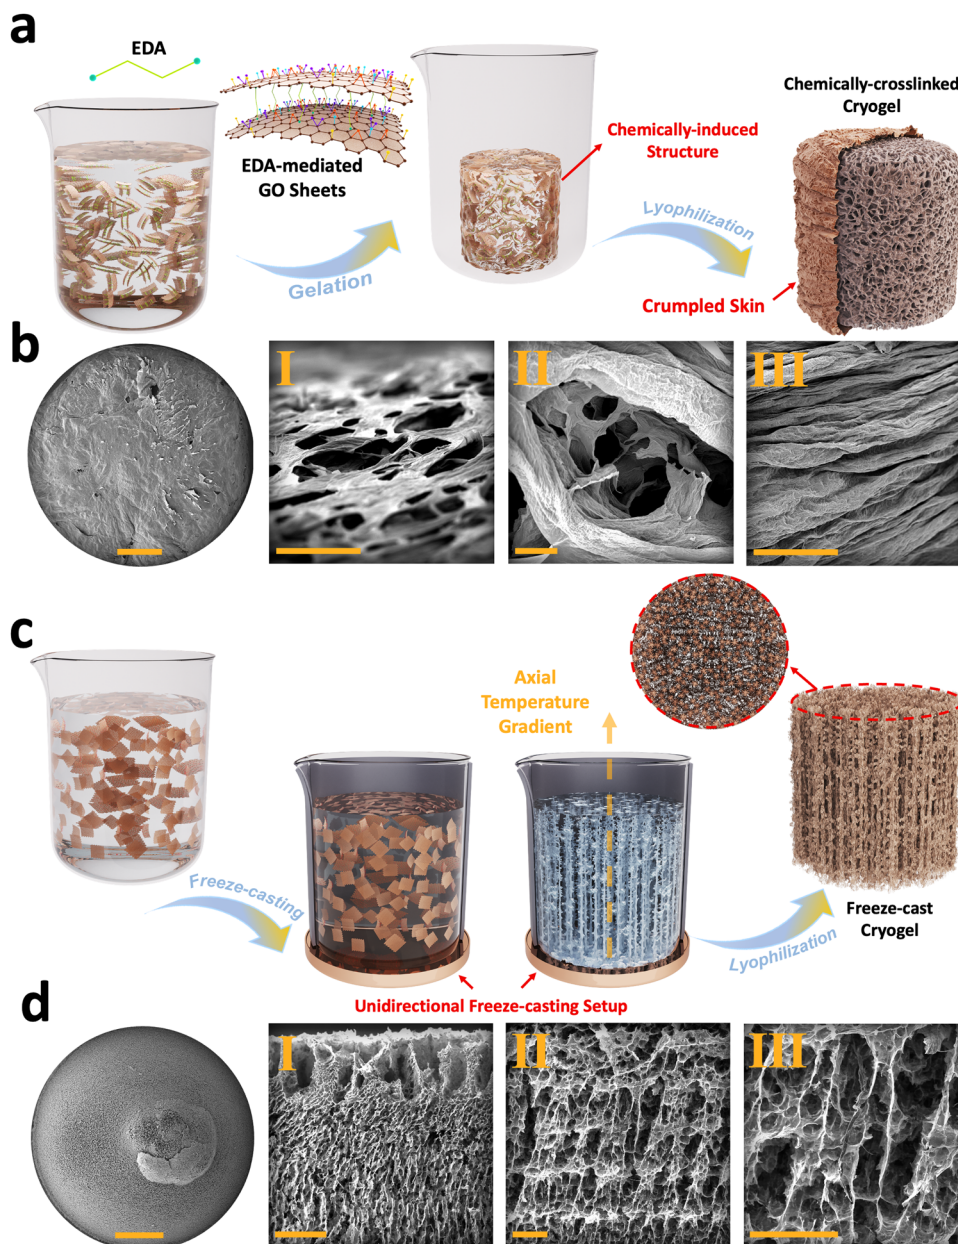 a
EDA
EDA-mediated
GO Sheets
Gelation
Chemically-induced
Structure
Lyophilization
Chemically-crosslinked
Cryogel
Crumpled Skin
b
I
II
III
c
Freeze-casting
Axial
Temperature
Gradient
Unidirectional Freeze-casting Setup
Lyophilization
Freeze-cast
Cryogel
d
I
II
III